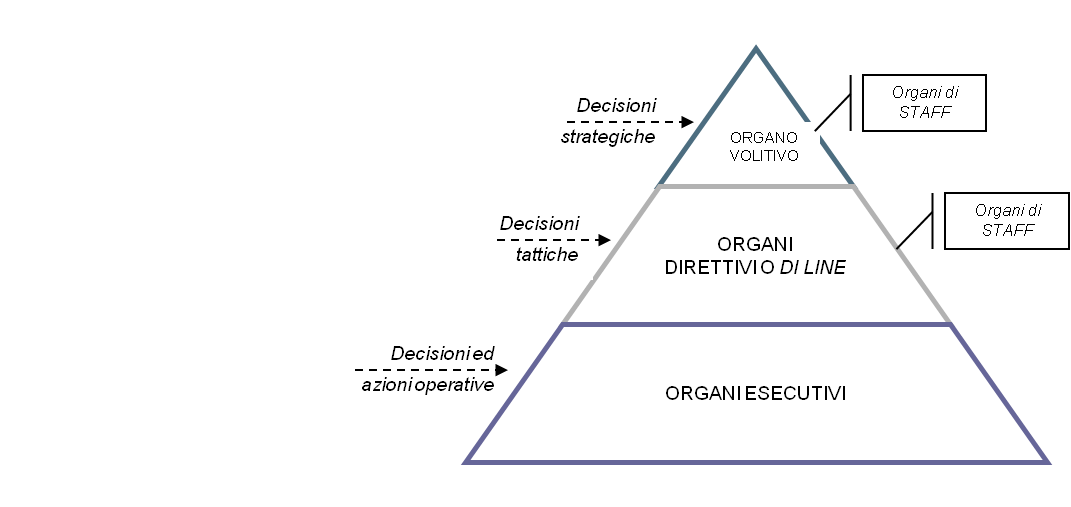 Decisioni
strategiche
ORGANO
VOLITIVO
Organi di
STAFF
Decisioni
tattiche
ORGANI
DIRETTIVI O DI LINE
Organi di
STAFF
Decisioni ed
azioni operative
ORGANI ESECUTIVI